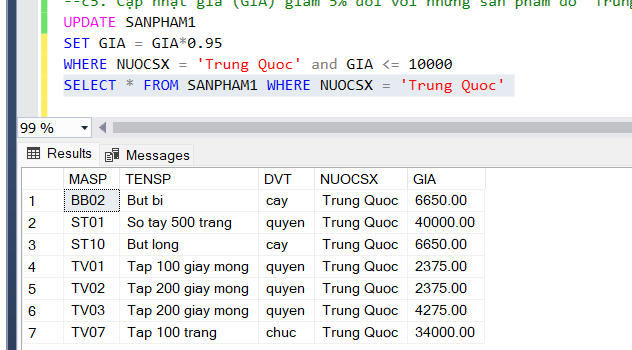 --c5. Cập nhật giá (GIA) giảm 5% đối với những sản phẩm do "Trun
UPDATE SANPHAM1
SET GIA = GIA*0.95
WHERE NUOCSX = 'Trung Quoc' and GIA <= 10000
SELECT * FROM SANPHAM1 WHERE NUOCSX = 'Trung Quoc'
99 %
Results Messages
MASP TENSP DVT NUOCSX GIA
1 BB02 But bi cay Trung Quoc 6650.00
2 ST01 So tay 500 trang quyen Trung Quoc 40000.00
3 ST10 But long cay Trung Quoc 6650.00
4 TV01 Tap 100 giay mong quyen Trung Quoc 2375.00
5 TV02 Tap 200 giay mong quyen Trung Quoc 2375.00
6 TV03 Tap 200 giay mong quyen Trung Quoc 4275.00
7 TV07 Tap 100 trang chuc Trung Quoc 34000.00